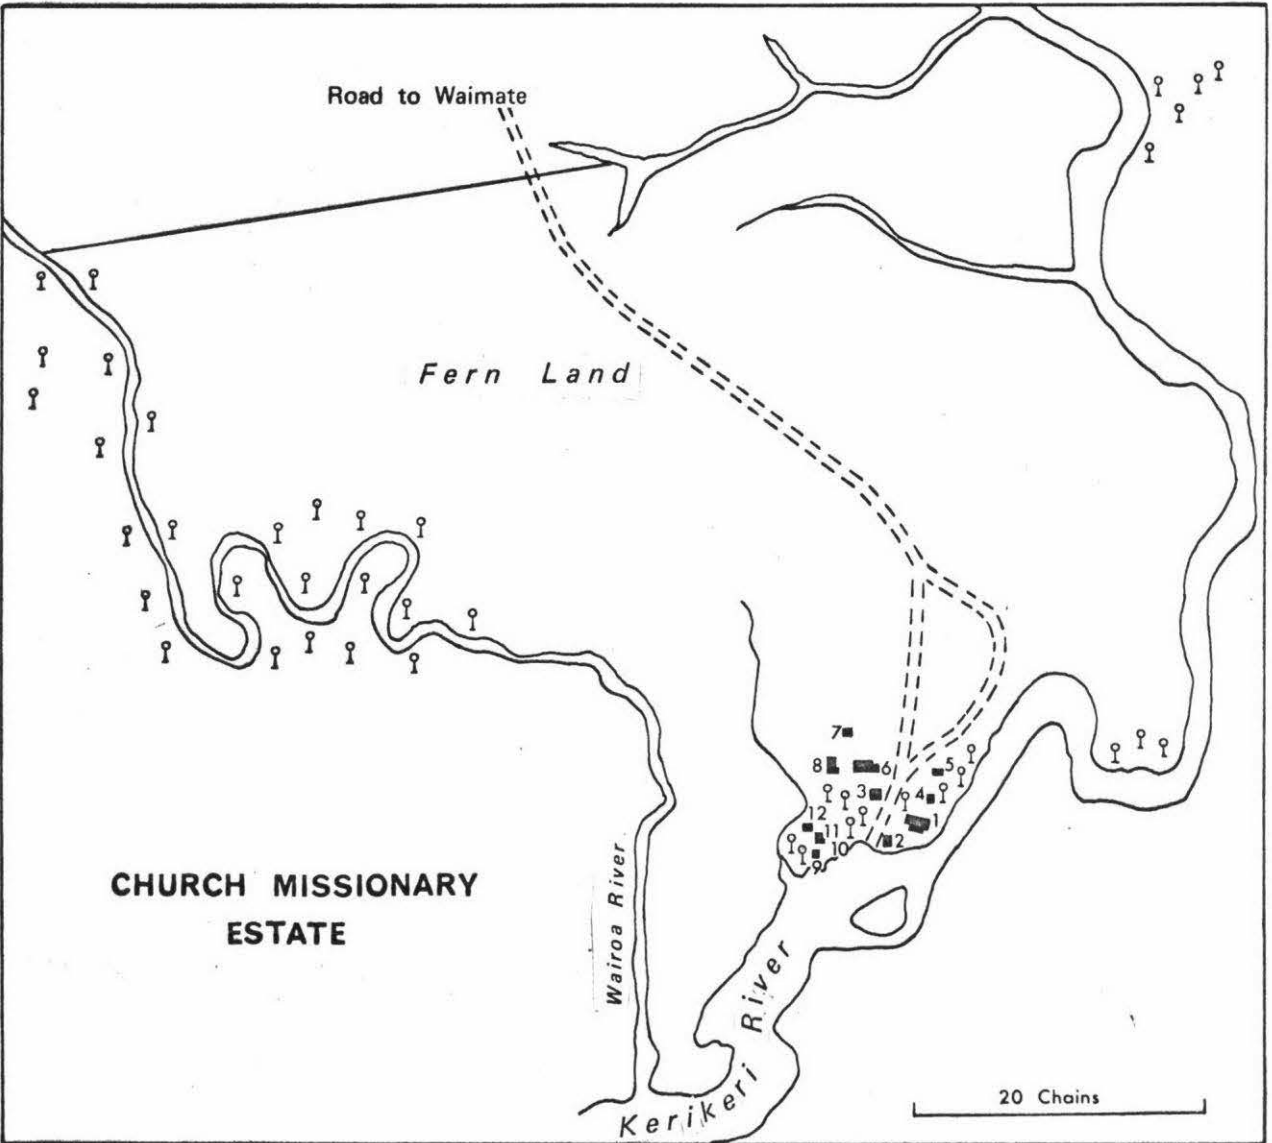 Road to Waimate
Fern Land
7
8
6
5
3
4
12
1
11
2
10
9
CHURCH MISSIONARY
ESTATE
Wairoa River
Kerikeri River
20 Chains